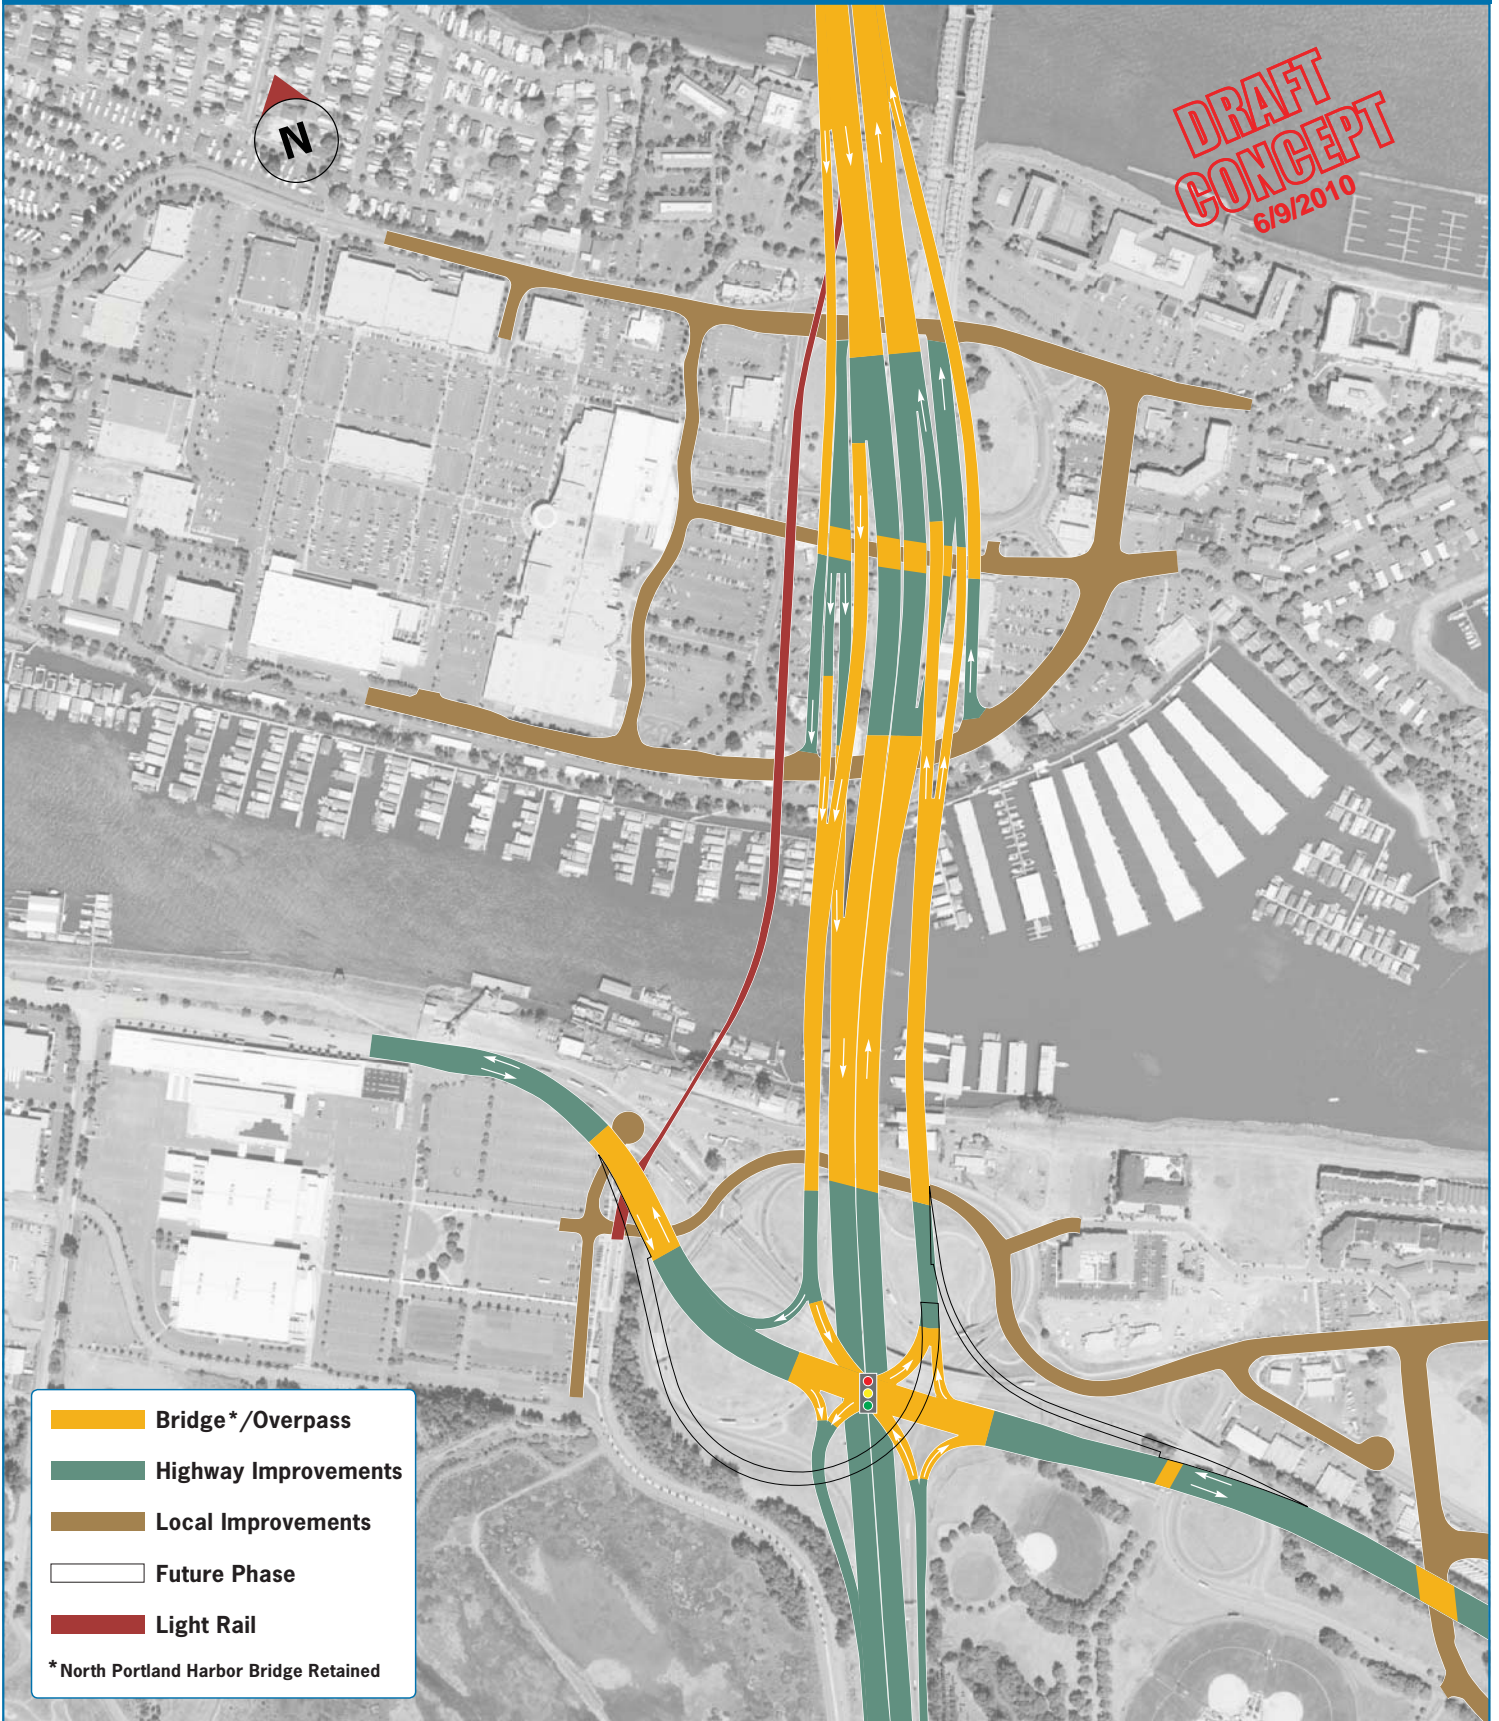 N
DRAFT
CONCEPT
6/9/2010
Bridge*/Overpass
Highway Improvements
Local Improvements
Future Phase
Light Rail
*North Portland Harbor Bridge Retained